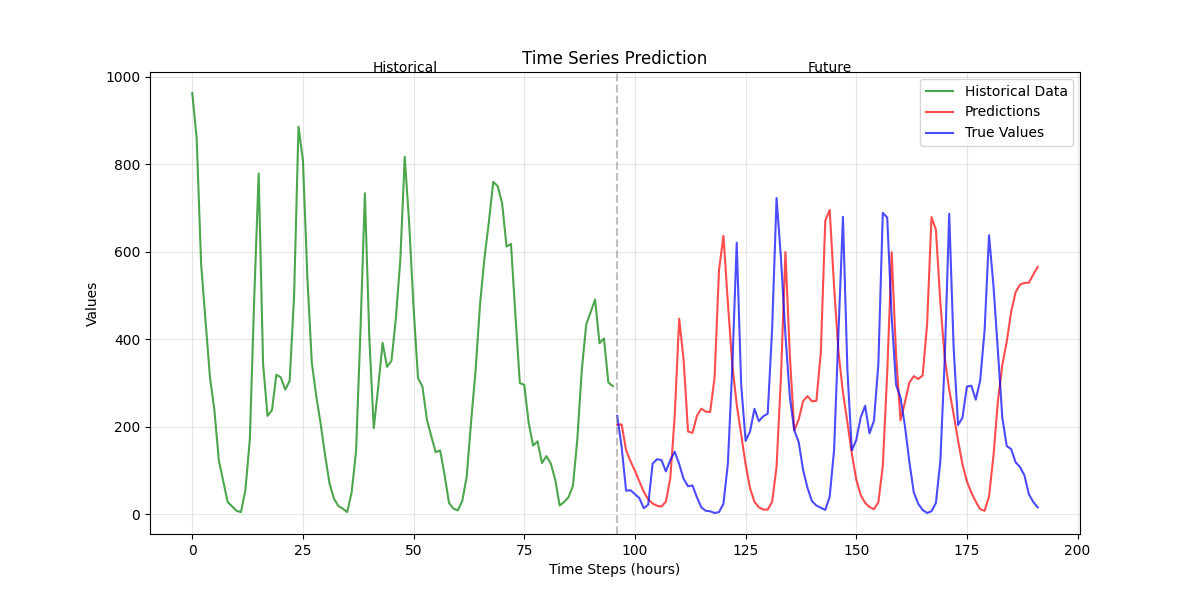 Time Series Prediction
Historical
Future
1000
800
600
400
200
0
Values
Historical Data
Predictions
True Values
0 25 50 75 100 125 150 175 200
Time Steps (hours)